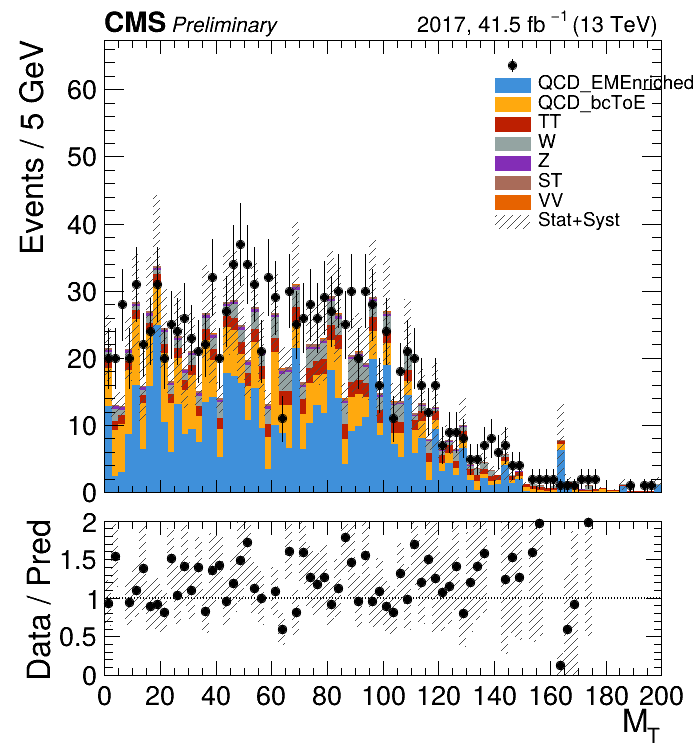 CMS Preliminary 2017, 41.5 fb⁻¹ (13 TeV)
Events / 5 GeV
60
50
40
30
20
10
0
QCD_EMEnriched
QCD_bcToE
TT
W
Z
ST
VV
Stat+Syst
Data / Pred
2
1.5
1
0.5
0
0 20 40 60 80 100 120 140 160 180 200
M_T